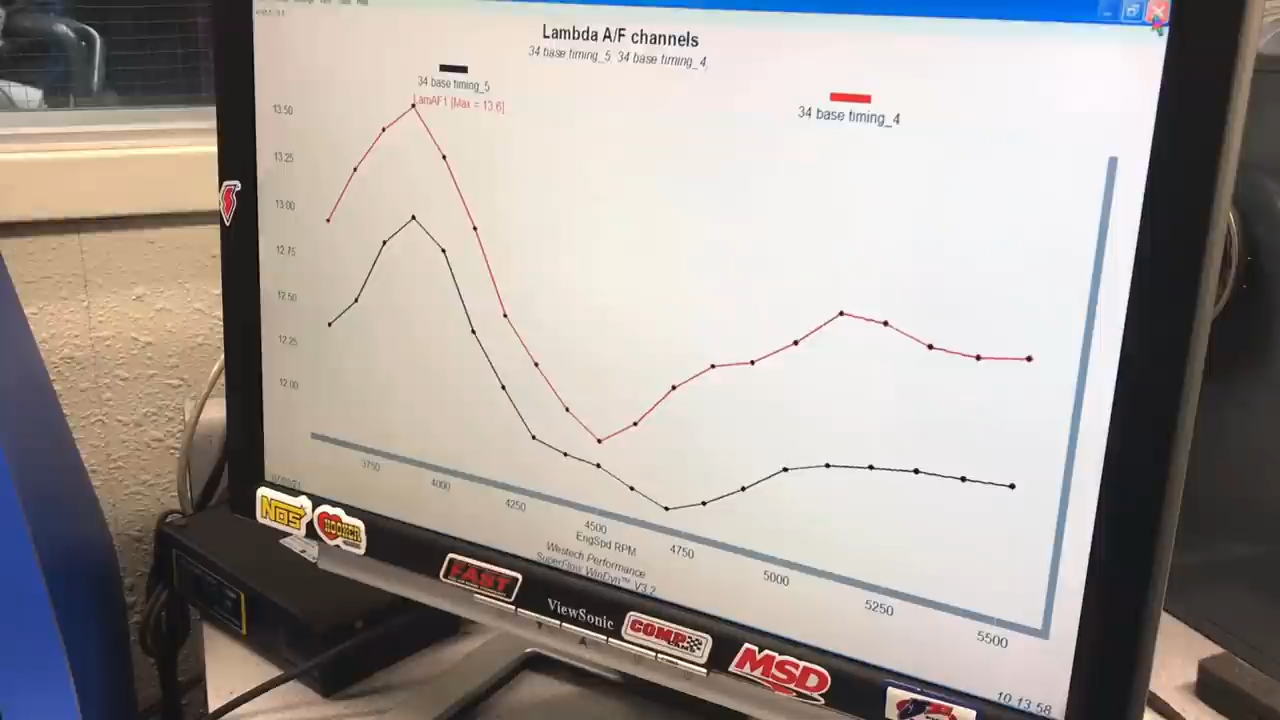 Lambda A/F channels
34 base timing_5, 34 base timing_4,
34 base timing_5
34 base timing_4
LamAF1 [Max = 13.6]
13.50
13.25
13.00
12.75
12.50
12.25
12.00
3750
4000
4250
4500
4750
5000
5250
5500
EngSpd RPM
Westech Performance
SuperFlow WinDyn™ V3.2
10:13:58
NOS
HOOKER
FAST
ViewSonic
COMP
CAMS
MSD